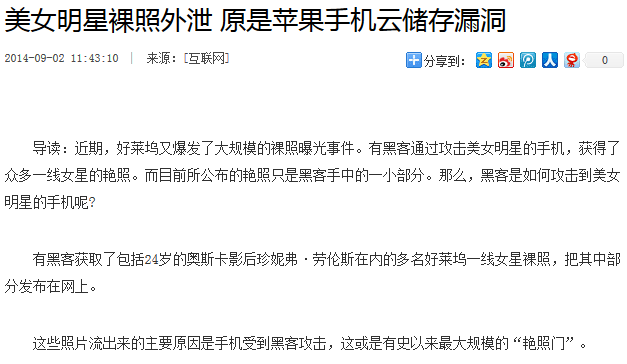 美女明星裸照外泄 原是苹果手机云储存漏洞
2014-09-02 11:43:10 | 来源：[互联网]
分享到： 0
导读：近期，好莱坞又爆发了大规模的裸照曝光事件。有黑客通过攻击美女明星的手机，获得了
众多一线女星的艳照。而目前所公布的艳照只是黑客手中的一小部分。那么，黑客是如何攻击到美女
明星的手机呢?
有黑客获取了包括24岁的奥斯卡影后珍妮弗·劳伦斯在内的多名好莱坞一线女星裸照，把其中部
分发布在网上。
这些照片流出来的主要原因是手机受到黑客攻击，这或是有史以来最大规模的“艳照门”。